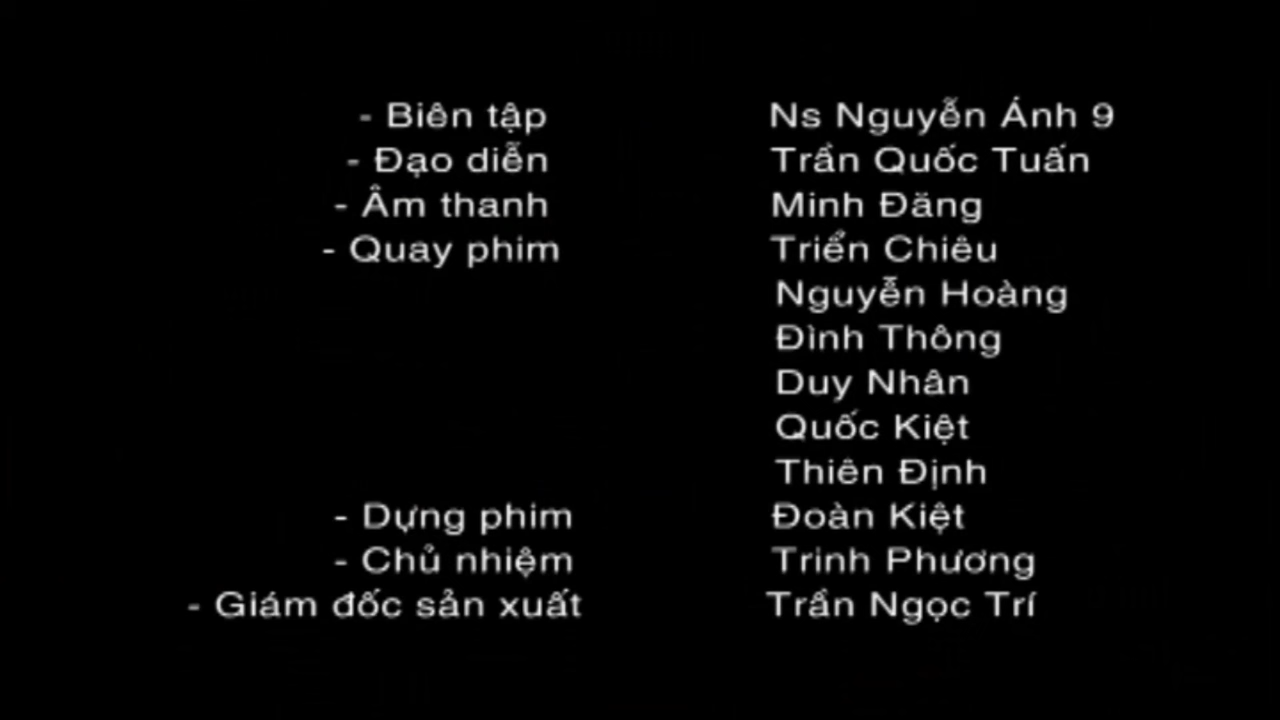 - Biên tập Ns Nguyễn Ánh 9
- Đạo diễn Trần Quốc Tuấn
- Âm thanh Minh Đăng
- Quay phim Triển Chiêu
Nguyễn Hoàng
Đình Thông
Duy Nhân
Quốc Kiệt
Thiên Định
- Dựng phim Đoàn Kiệt
- Chủ nhiệm Trinh Phương
- Giám đốc sản xuất Trần Ngọc Trí